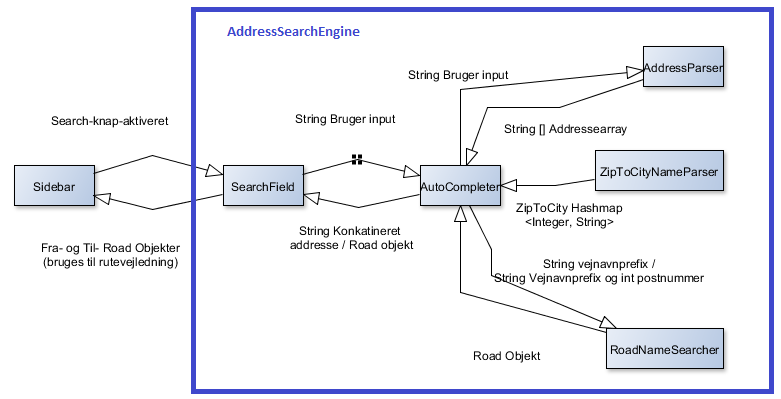 AddressSearchEngine
String Bruger input
AddressParser
Search-knap-aktiveret
String Bruger input
String [] Addressearray
Sidebar
SearchField
AutoCompleter
ZipToCityNameParser
ZipToCity Hashmap
<Integer, String>
String Konkatineret
addresse / Road objekt
Fra- og Til- Road Objekter
(bruges til rutevejledning)
String vejnavnprefix /
String Vejnavnprefix og int postnummer
Road Objekt
RoadNameSearcher